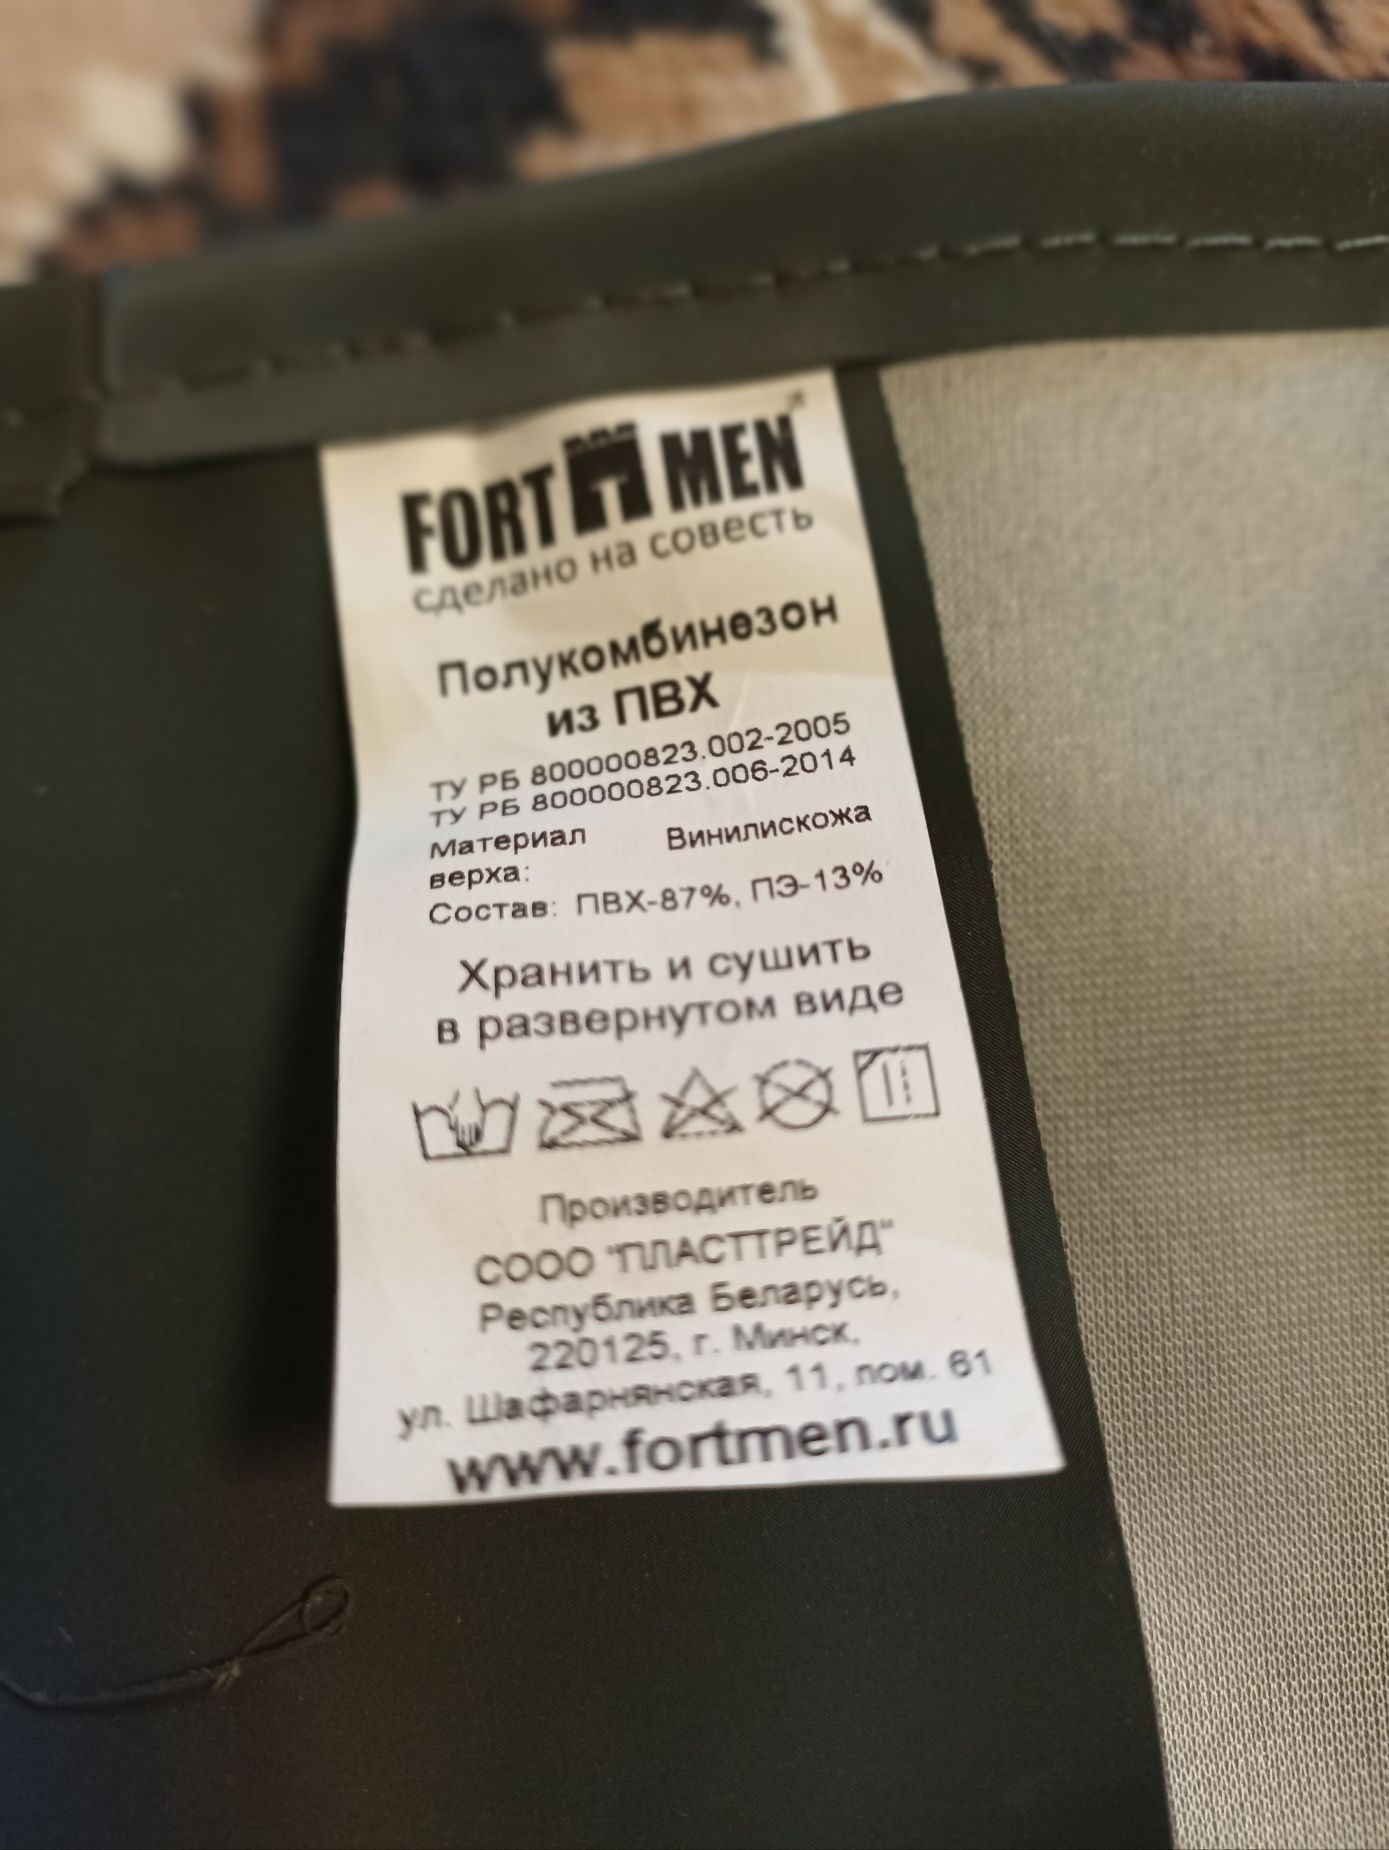 FORT MEN
сделано на совесть
Полукомбинезон
из ПВХ
ТУ РБ 800000823.002-2005
ТУ РБ 800000823.006-2014
Материал Винилискожа
верха:
Состав: ПВХ-87%, ПЭ-13%
Хранить и сушить
в развернутом виде
Производитель
СООО "ПЛАСТТРЕЙД"
Республика Беларусь,
220125, г. Минск,
ул. Шафарнянская, 11, пом. 61
www.fortmen.ru